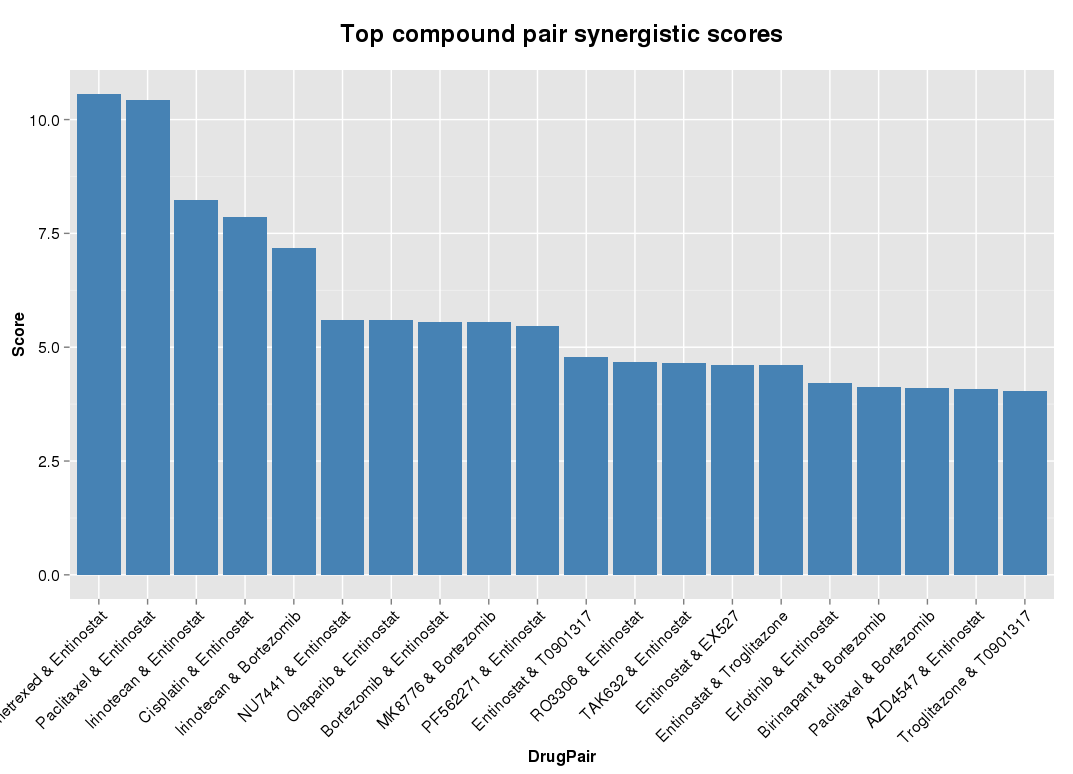 Top compound pair synergistic scores
Score
10.0
7.5
5.0
2.5
0.0
& Entinostat
Paclitaxel & Entinostat
Irinotecan & Entinostat
Cisplatin & Entinostat
Irinotecan & Bortezomib
NU7441 & Entinostat
Olaparib & Entinostat
Bortezomib & Entinostat
MK8776 & Bortezomib
PF562271 & Entinostat
Entinostat & T0901317
RO3306 & Entinostat
TAK632 & Entinostat
Entinostat & EX527
Entinostat & Troglitazone
Erlotinib & Entinostat
Birinapant & Bortezomib
Paclitaxel & Bortezomib
AZD4547 & Entinostat
Troglitazone & T0901317
DrugPair